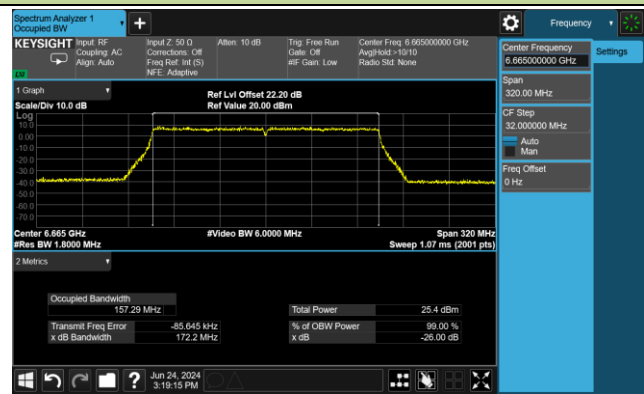 Spectrum Analyzer 1
Occupied BW
+
Frequency
KEYSIGHT
Input: RF
Coupling: AC
Align: Auto
Input Z: 50 Ω
Corrections: Off
Freq Ref: Int (S)
NFE: Adaptive
Atten: 10 dB
Trig: Free Run
Gate: Off
#IF Gain: Low
Center Freq: 6.665000000 GHz
Avg|Hold:>10/10
Radio Std: None
LXI
Center Frequency
6.665000000 GHz
Settings
Span
320.00 MHz
CF Step
32.000000 MHz
Auto
Man
Freq Offset
0 Hz
1 Graph
Ref Lvl Offset 22.20 dB
Scale/Div 10.0 dB
Ref Value 20.00 dBm
Log
10.0
0.00
-10.0
-20.0
-30.0
-40.0
-50.0
-60.0
-70.0
Center 6.665 GHz
#Video BW 6.0000 MHz
Span 320 MHz
#Res BW 1.8000 MHz
Sweep 1.07 ms (2001 pts)
2 Metrics
Occupied Bandwidth
157.29 MHz
Total Power
25.4 dBm
Transmit Freq Error
-85.645 kHz
% of OBW Power
99.00 %
x dB Bandwidth
172.2 MHz
x dB
-26.00 dB
?
Jun 24, 2024
3:19:15 PM